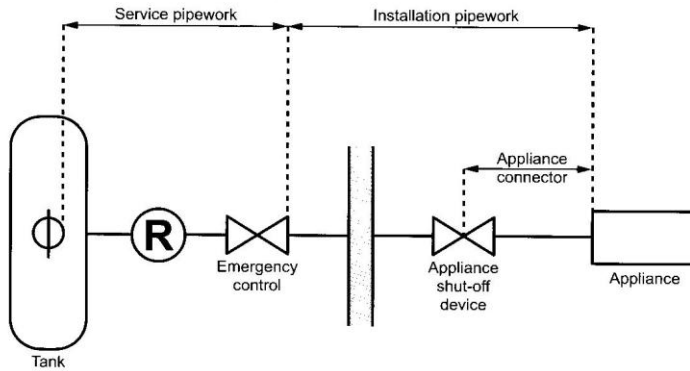 Service pipework
Installation pipework
Appliance
connector
R
Emergency
control
Appliance
shut-off
device
Appliance
Tank